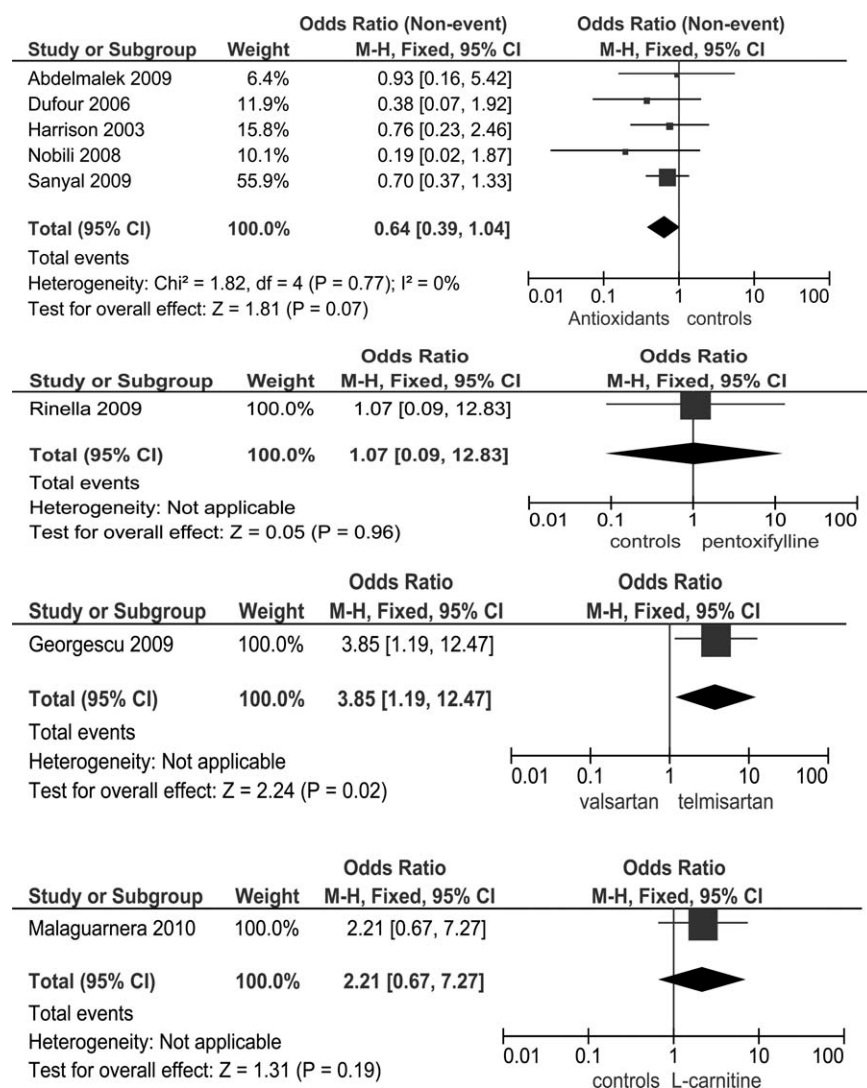 Odds Ratio (Non-event) Odds Ratio (Non-event)
Study or Subgroup Weight M-H, Fixed, 95% CI M-H, Fixed, 95% CI
Abdelmalek 2009 6.4% 0.93 [0.16, 5.42]
Dufour 2006 11.9% 0.38 [0.07, 1.92]
Harrison 2003 15.8% 0.76 [0.23, 2.46]
Nobili 2008 10.1% 0.19 [0.02, 1.87]
Sanyal 2009 55.9% 0.70 [0.37, 1.33]
Total (95% CI) 100.0% 0.64 [0.39, 1.04]
Total events
Heterogeneity: Chi² = 1.82, df = 4 (P = 0.77); I² = 0%
Test for overall effect: Z = 1.81 (P = 0.07)
0.01 0.1 1 10 100
Antioxidants controls
Odds Ratio Odds Ratio
Study or Subgroup Weight M-H, Fixed, 95% CI M-H, Fixed, 95% CI
Rinella 2009 100.0% 1.07 [0.09, 12.83]
Total (95% CI) 100.0% 1.07 [0.09, 12.83]
Total events
Heterogeneity: Not applicable
Test for overall effect: Z = 0.05 (P = 0.96)
0.01 0.1 1 10 100
controls pentoxifylline
Odds Ratio Odds Ratio
Study or Subgroup Weight M-H, Fixed, 95% CI M-H, Fixed, 95% CI
Georgescu 2009 100.0% 3.85 [1.19, 12.47]
Total (95% CI) 100.0% 3.85 [1.19, 12.47]
Total events
Heterogeneity: Not applicable
Test for overall effect: Z = 2.24 (P = 0.02)
0.01 0.1 1 10 100
valsartan telmisartan
Odds Ratio Odds Ratio
Study or Subgroup Weight M-H, Fixed, 95% CI M-H, Fixed, 95% CI
Malaguarnera 2010 100.0% 2.21 [0.67, 7.27]
Total (95% CI) 100.0% 2.21 [0.67, 7.27]
Total events
Heterogeneity: Not applicable
Test for overall effect: Z = 1.31 (P = 0.19)
0.01 0.1 1 10 100
controls L-carnitine